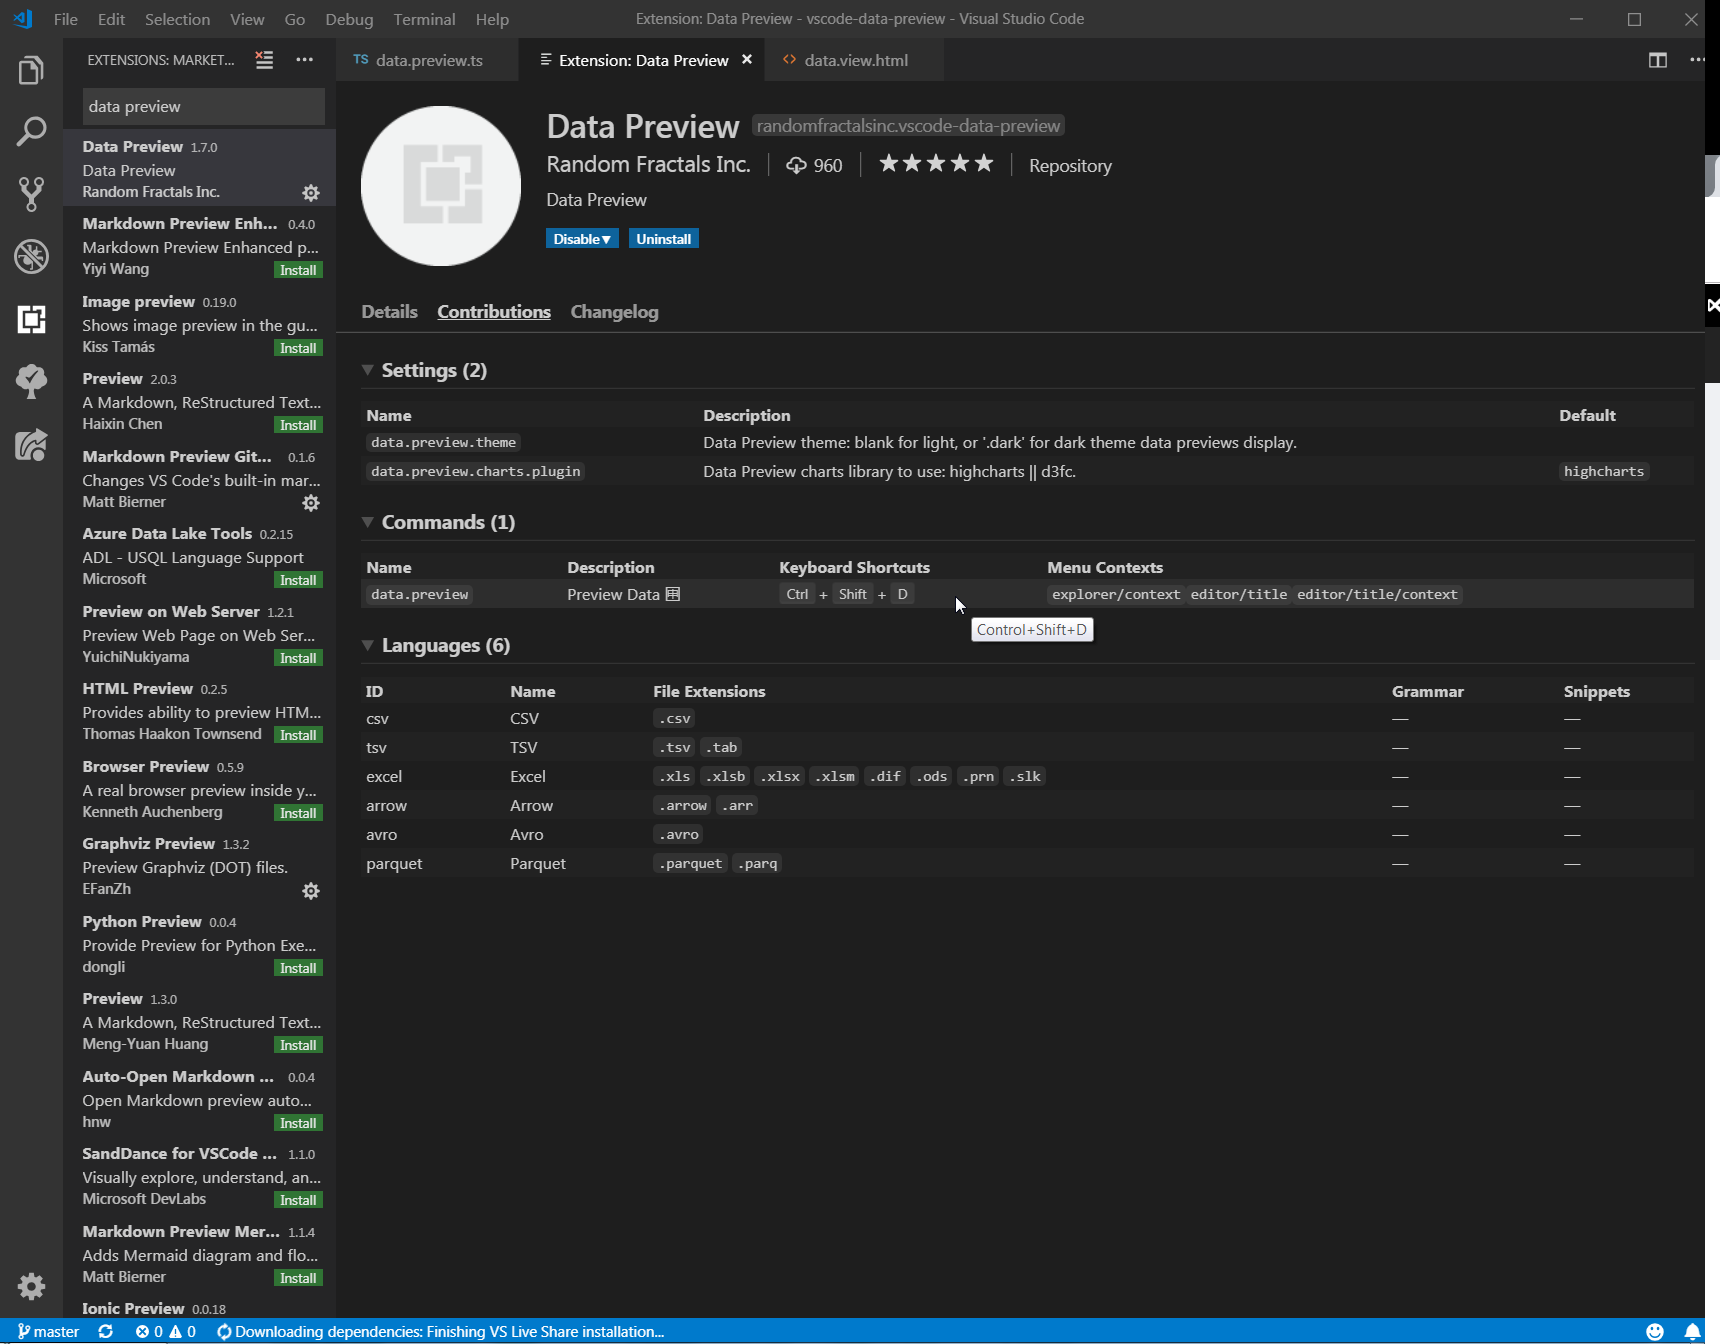 File Edit Selection View Go Debug Terminal Help
Extension: Data Preview - vscode-data-preview - Visual Studio Code
EXTENSIONS: MARKET...
TS data.preview.ts
Extension: Data Preview
data.view.html
data preview
Data Preview 1.7.0
Data Preview
Random Fractals Inc.
Markdown Preview Enh... 0.4.0
Markdown Preview Enhanced p...
Yiyi Wang Install
Image preview 0.19.0
Shows image preview in the gu...
Kiss Tamás Install
Preview 2.0.3
A Markdown, ReStructured Text...
Haixin Chen Install
Markdown Preview Git... 0.1.6
Changes VS Code's built-in mar...
Matt Bierner
Azure Data Lake Tools 0.2.15
ADL - USQL Language Support
Microsoft Install
Preview on Web Server 1.2.1
Preview Web Page on Web Ser...
YuichiNukiyama Install
HTML Preview 0.2.5
Provides ability to preview HTM...
Thomas Haakon Townsend Install
Browser Preview 0.5.9
A real browser preview inside y...
Kenneth Auchenberg Install
Graphviz Preview 1.3.2
Preview Graphviz (DOT) files.
EFanZh
Python Preview 0.0.4
Provide Preview for Python Exe...
dongli Install
Preview 1.3.0
A Markdown, ReStructured Text...
Meng-Yuan Huang Install
Auto-Open Markdown ... 0.0.4
Open Markdown preview auto...
hnw Install
SandDance for VSCode ... 1.1.0
Visually explore, understand, an...
Microsoft DevLabs Install
Markdown Preview Mer... 1.1.4
Adds Mermaid diagram and flo...
Matt Bierner Install
Ionic Preview 0.0.18
Data Preview randomfractalsinc.vscode-data-preview
Random Fractals Inc. 960 ★★★★★ Repository
Data Preview
Disable▼ Uninstall
Details Contributions Changelog
Settings (2)
Name Description Default
data.preview.theme Data Preview theme: blank for light, or '.dark' for dark theme data previews display.
data.preview.charts.plugin Data Preview charts library to use: highcharts || d3fc. highcharts
Commands (1)
Name Description Keyboard Shortcuts Menu Contexts
data.preview Preview Data Ctrl + Shift + D explorer/context editor/title editor/title/context
Control+Shift+D
Languages (6)
ID Name File Extensions Grammar Snippets
csv CSV .csv — —
tsv TSV .tsv .tab — —
excel Excel .xls .xlsb .xlsx .xlsm .dif .ods .prn .slk — —
arrow Arrow .arrow .arr — —
avro Avro .avro — —
parquet Parquet .parquet .parq — —
master 0 0 Downloading dependencies: Finishing VS Live Share installation...